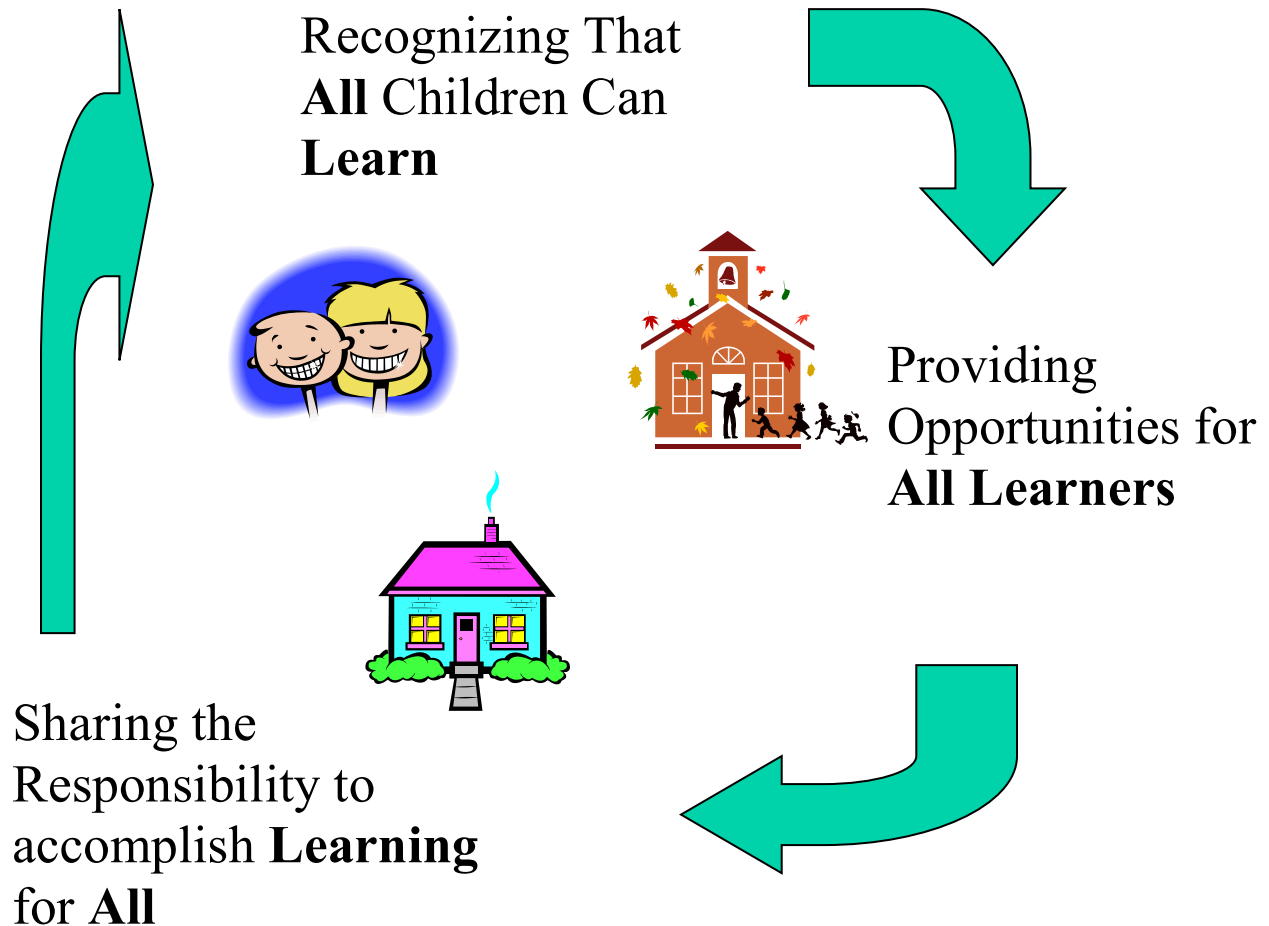 Recognizing That
All Children Can
Learn
Providing
Opportunities for
All Learners
Sharing the
Responsibility to
accomplish Learning
for All